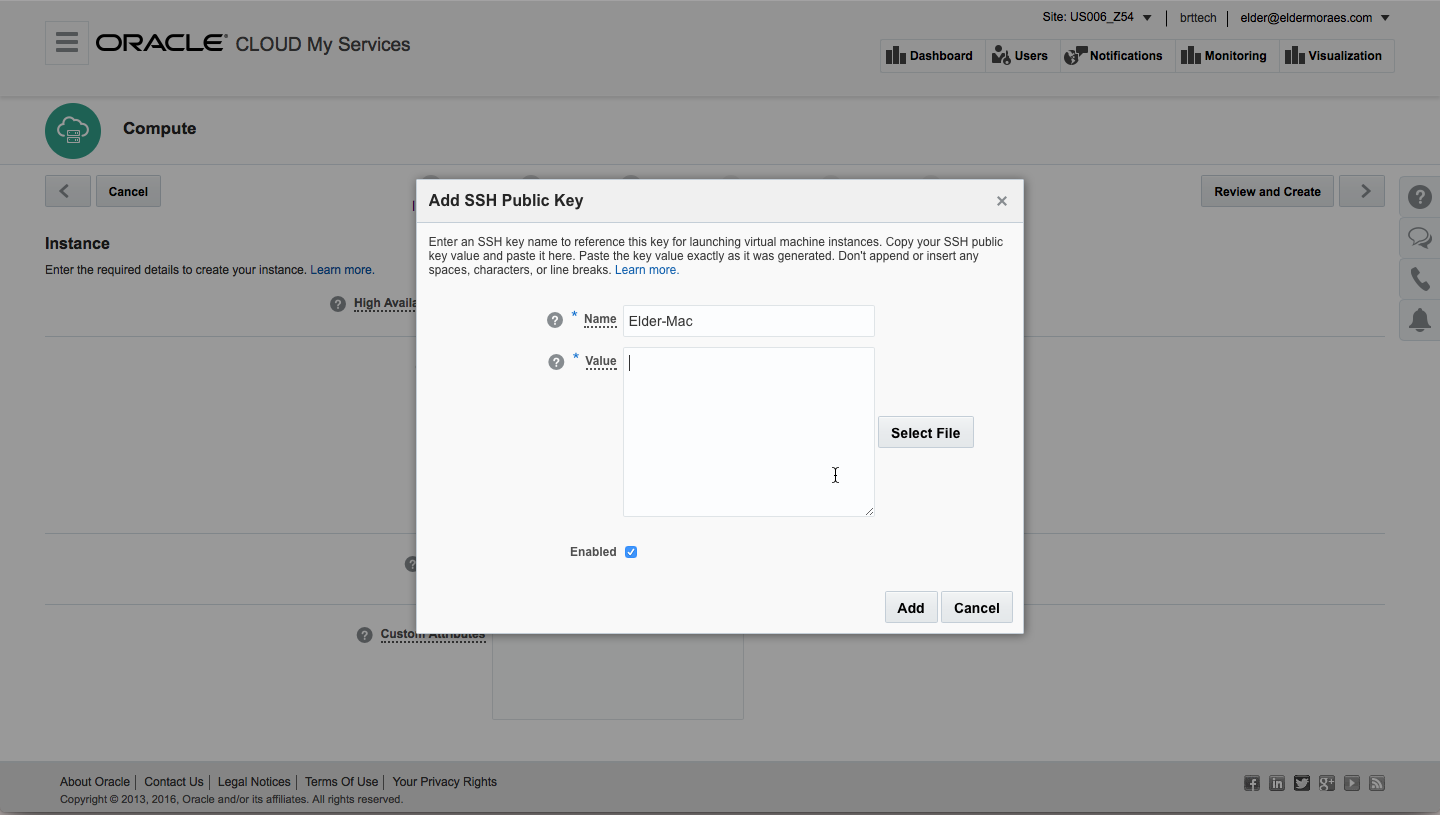 Site: US006_Z54
brttech
elder@eldermoraes.com
ORACLE® CLOUD My Services
Dashboard
Users
Notifications
Monitoring
Visualization
Compute
Cancel
Review and Create
Instance
Enter the required details to create your instance. Learn more.
? High Availa
Add SSH Public Key
×
Enter an SSH key name to reference this key for launching virtual machine instances. Copy your SSH public
key value and paste it here. Paste the key value exactly as it was generated. Don't append or insert any
spaces, characters, or line breaks. Learn more.
? * Name Elder-Mac
? * Value
Select File
Enabled
Add
Cancel
? Custom Attributes
About Oracle | Contact Us | Legal Notices | Terms Of Use | Your Privacy Rights
Copyright © 2013, 2016, Oracle and/or its affiliates. All rights reserved.